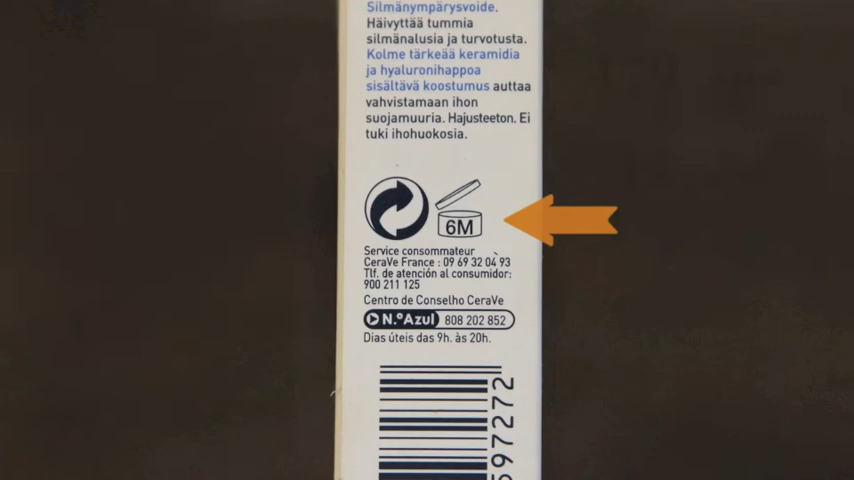 Silmänympärysvoide.
Häivyttää tummia
silmänalusia ja turvotusta.
Kolme tärkeää keramidia
ja hyaluronihappoa
sisältävä koostumus auttaa
vahvistamaan ihon
suojamuuria. Hajusteeton. Ei
tuki ihohuokosia.
6M
Service consommateur
CeraVe France : 09 69 32 04 93
Tlf. de atención al consumidor:
900 211 125
Centro de Conselho CeraVe
N.ºAzul 808 202 852
Dias úteis das 9h. às 20h.
597272